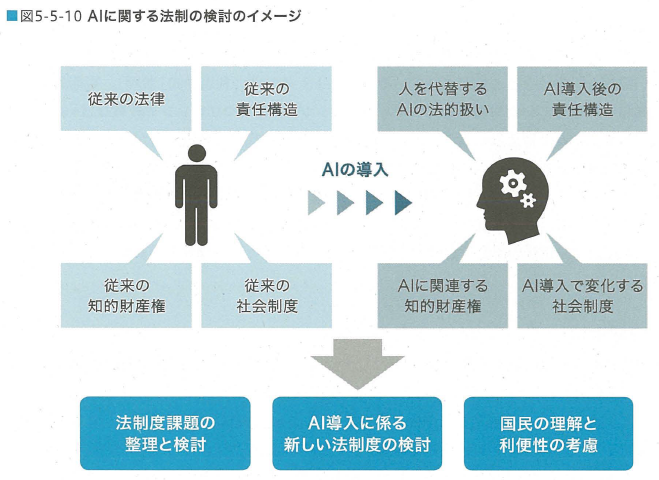 ■図5-5-10 AIに関する法制の検討のイメージ
従来の法律
従来の
責任構造
人を代替する
AIの法的扱い
AI導入後の
責任構造
AIの導入
従来の
知的財産権
従来の
社会制度
AIに関連する
知的財産権
AI導入で変化する
社会制度
法制度課題の
整理と検討
AI導入に係る
新しい法制度の検討
国民の理解と
利便性の考慮